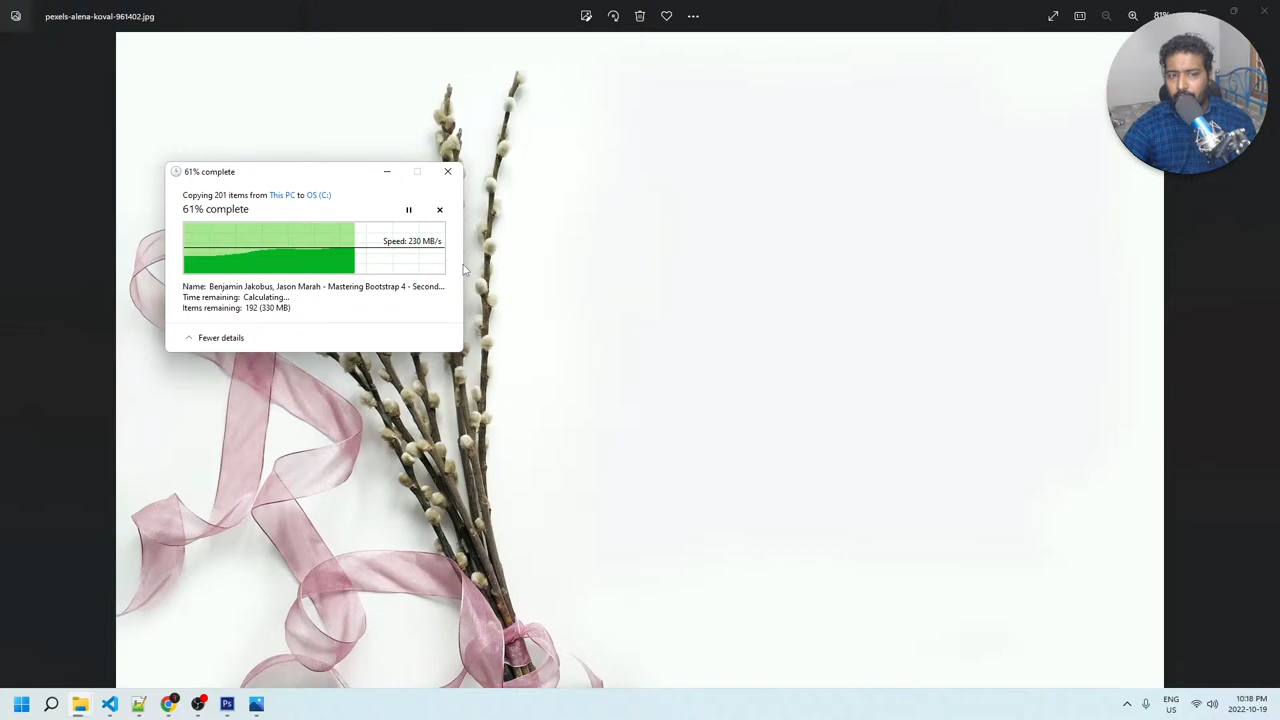 pexels-alena-koval-961402.jpg
61% complete
Copying 201 items from This PC to OS (C:)
61% complete
Speed: 230 MB/s
Name: Benjamin Jakobus, Jason Marah - Mastering Bootstrap 4 - Second...
Time remaining: Calculating...
Items remaining: 192 (330 MB)
Fewer details
Ps
ENG
US
10:18 PM
2022-10-19